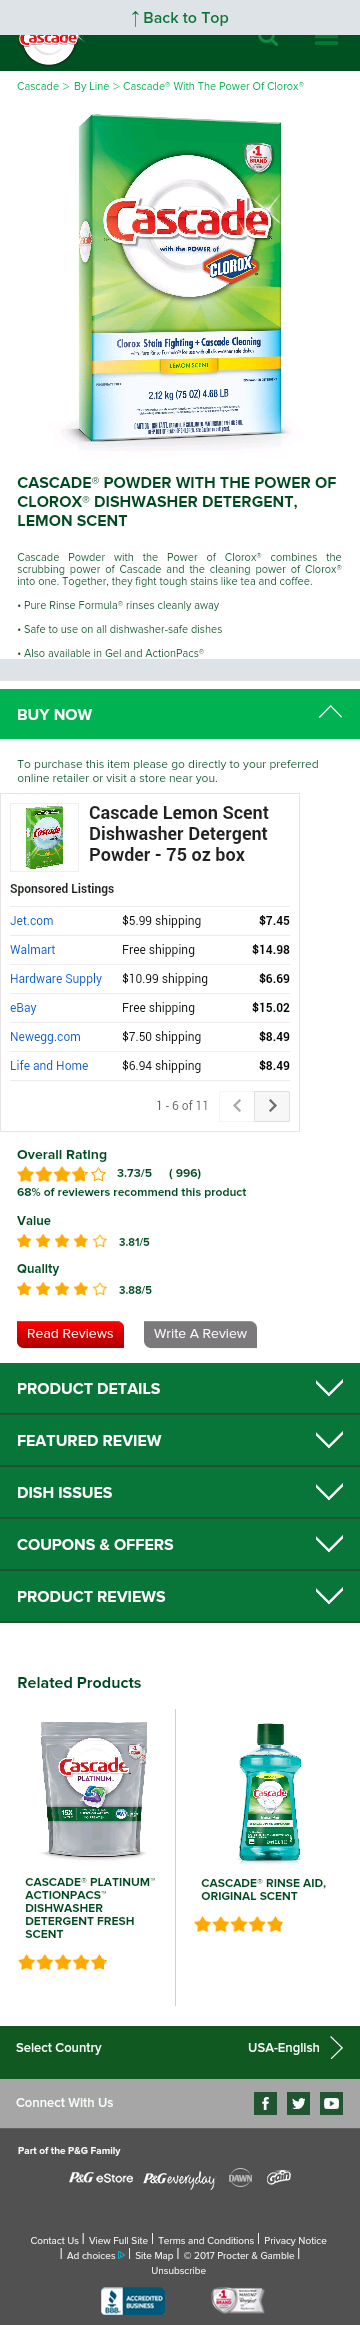 ↑ Back to Top
Cascade
Cascade > By Line > Cascade® With The Power Of Clorox®
#1 BRAND
Cascade
with the POWER of
CLOROX
Clorox Stain Fighting + Cascade Cleaning
LEMON SCENT
2.12 kg (75 OZ) 4.68 LB
CASCADE® POWDER WITH THE POWER OF
CLOROX® DISHWASHER DETERGENT,
LEMON SCENT
Cascade Powder with the Power of Clorox® combines the
scrubbing power of Cascade and the cleaning power of Clorox®
into one. Together, they fight tough stains like tea and coffee.
• Pure Rinse Formula® rinses cleanly away
• Safe to use on all dishwasher-safe dishes
• Also available in Gel and ActionPacs®
BUY NOW
To purchase this item please go directly to your preferred
online retailer or visit a store near you.
Cascade Lemon Scent
Dishwasher Detergent
Powder - 75 oz box
Sponsored Listings
Jet.com $5.99 shipping $7.45
Walmart Free shipping $14.98
Hardware Supply $10.99 shipping $6.69
eBay Free shipping $15.02
Newegg.com $7.50 shipping $8.49
Life and Home $6.94 shipping $8.49
1 - 6 of 11
Overall Rating
3.73/5 ( 996)
68% of reviewers recommend this product
Value
3.81/5
Quality
3.88/5
Read Reviews Write A Review
PRODUCT DETAILS
FEATURED REVIEW
DISH ISSUES
COUPONS & OFFERS
PRODUCT REVIEWS
Related Products
Cascade
PLATINUM
Cascade
CASCADE® PLATINUM™
ACTIONPACS™
DISHWASHER
DETERGENT FRESH
SCENT
CASCADE® RINSE AID,
ORIGINAL SCENT
Select Country USA-English
Connect With Us
Part of the P&G Family
P&G eStore P&G everyday DAWN Gain
Contact Us | View Full Site | Terms and Conditions | Privacy Notice
| Ad choices | Site Map | © 2017 Procter & Gamble |
Unsubscribe
BBB ACCREDITED BUSINESS